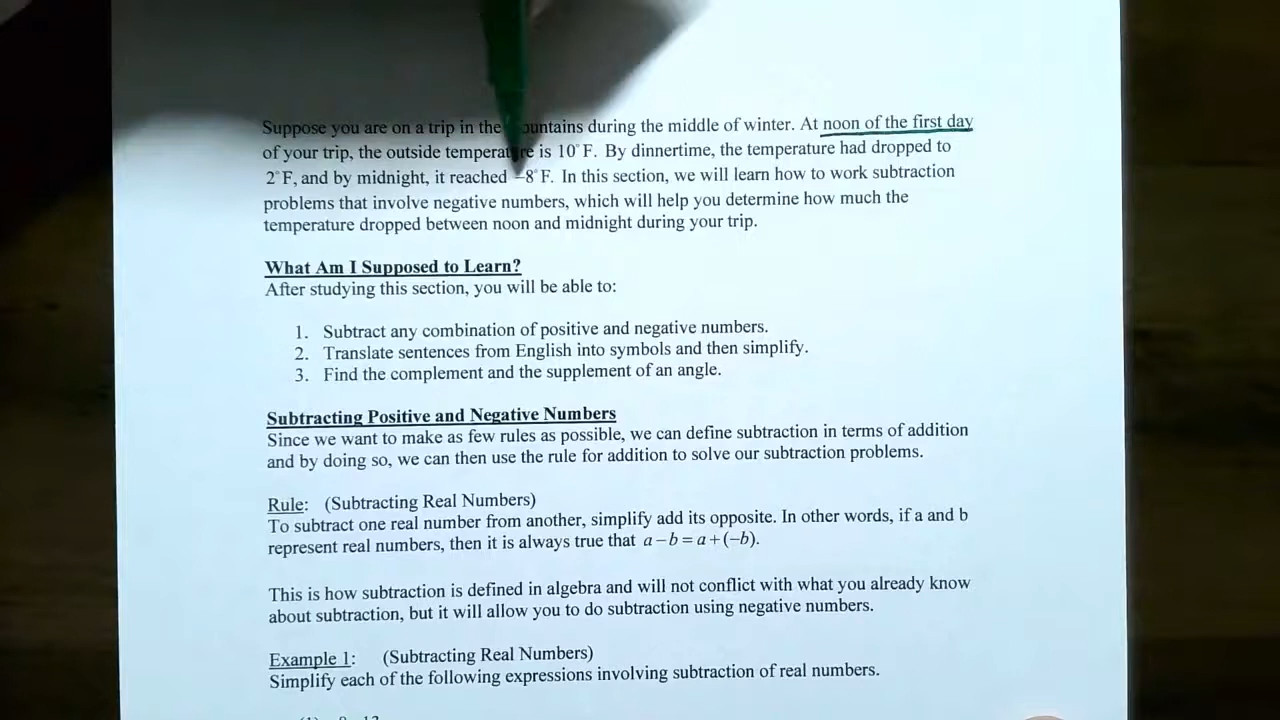 Suppose you are on a trip in the mountains during the middle of winter. At noon of the first day
of your trip, the outside temperature is 10°F. By dinnertime, the temperature had dropped to
2°F, and by midnight, it reached −8°F. In this section, we will learn how to work subtraction
problems that involve negative numbers, which will help you determine how much the
temperature dropped between noon and midnight during your trip.
What Am I Supposed to Learn?
After studying this section, you will be able to:
1. Subtract any combination of positive and negative numbers.
2. Translate sentences from English into symbols and then simplify.
3. Find the complement and the supplement of an angle.
Subtracting Positive and Negative Numbers
Since we want to make as few rules as possible, we can define subtraction in terms of addition
and by doing so, we can then use the rule for addition to solve our subtraction problems.
Rule: (Subtracting Real Numbers)
To subtract one real number from another, simplify add its opposite. In other words, if a and b
represent real numbers, then it is always true that a−b=a+(−b).
This is how subtraction is defined in algebra and will not conflict with what you already know
about subtraction, but it will allow you to do subtraction using negative numbers.
Example 1: (Subtracting Real Numbers)
Simplify each of the following expressions involving subtraction of real numbers.